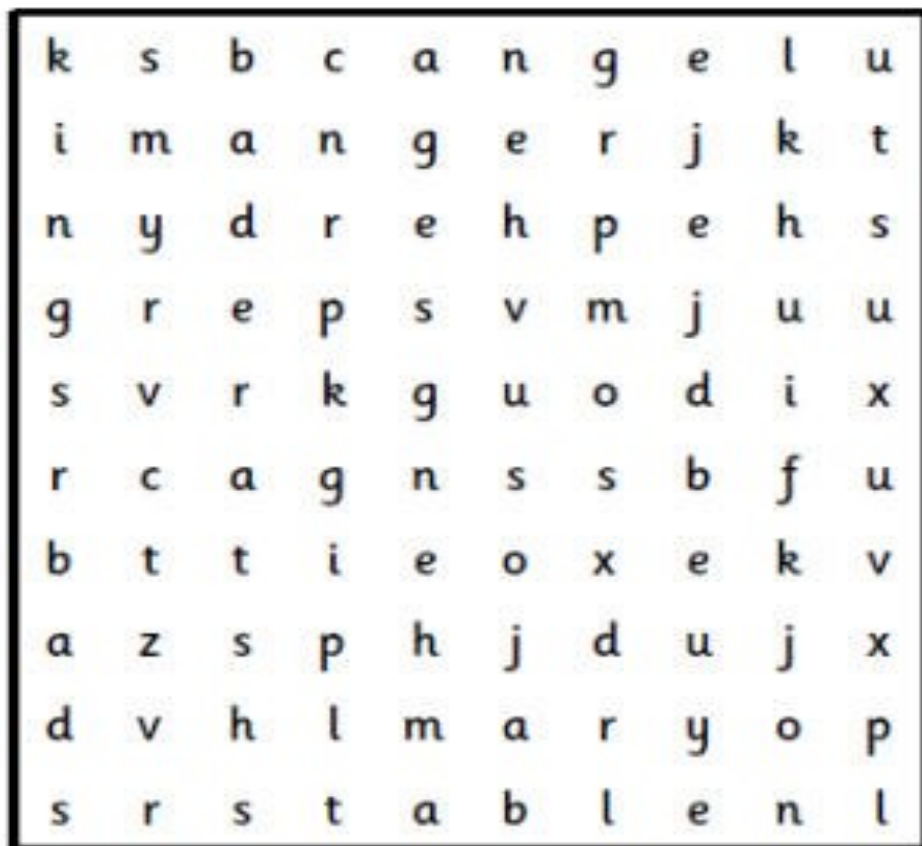 k s b c a n g e l u
i m a n g e r j k t
n y d r e h p e h s
g r e p s v m j u u
s v r k g u o d i x
r c a g n s s b f u
b t t i e o x e k v
a z s p h j d u j x
d v h l m a r y o p
s r s t a b l e n l